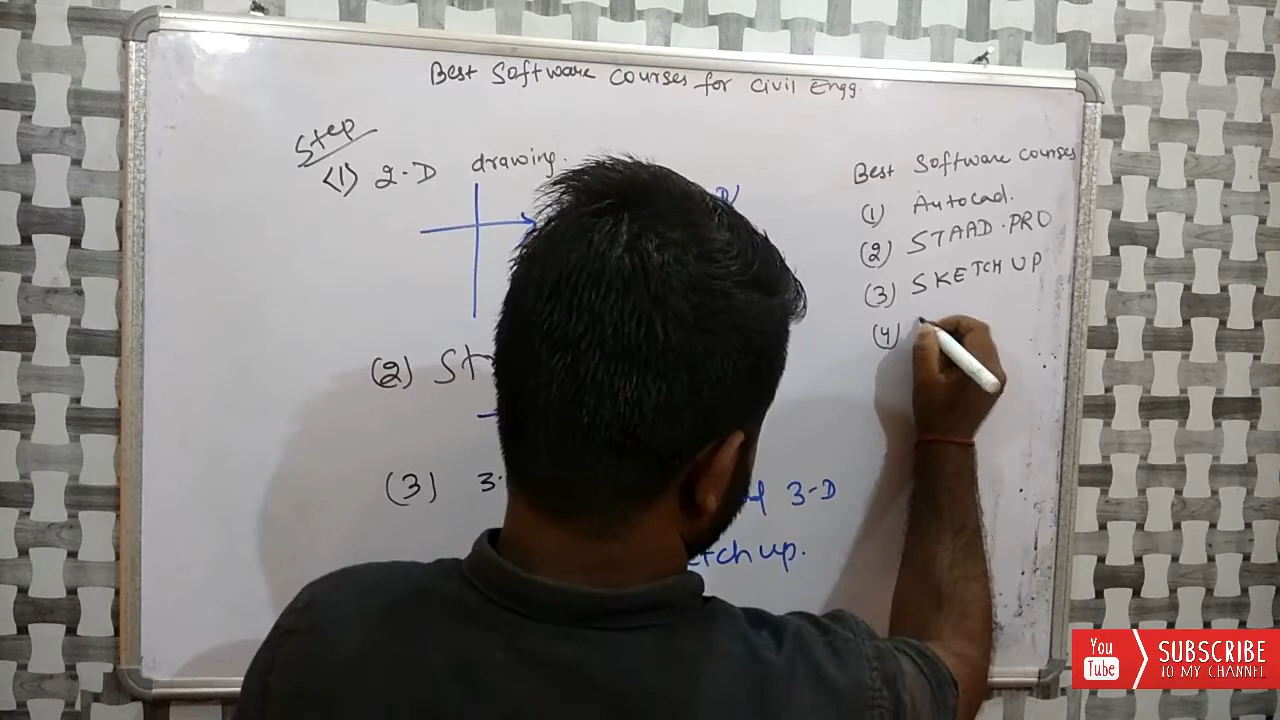 Best Software Courses for Civil Engg.
Step
(1) 2-D drawing.
(2) St
(3) 3-
3-D
etch up.
Best Software courses
(1) Autocad.
(2) STAAD.PRO
(3) SKETCH UP
(4)
You Tube
SUBSCRIBE
TO MY CHANNEL